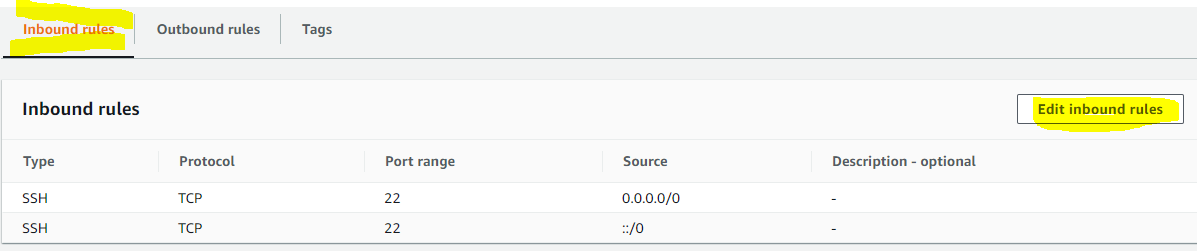 Inbound rules Outbound rules Tags
Inbound rules Edit inbound rules
Type Protocol Port range Source Description - optional
SSH TCP 22 0.0.0.0/0 -
SSH TCP 22 ::/0 -